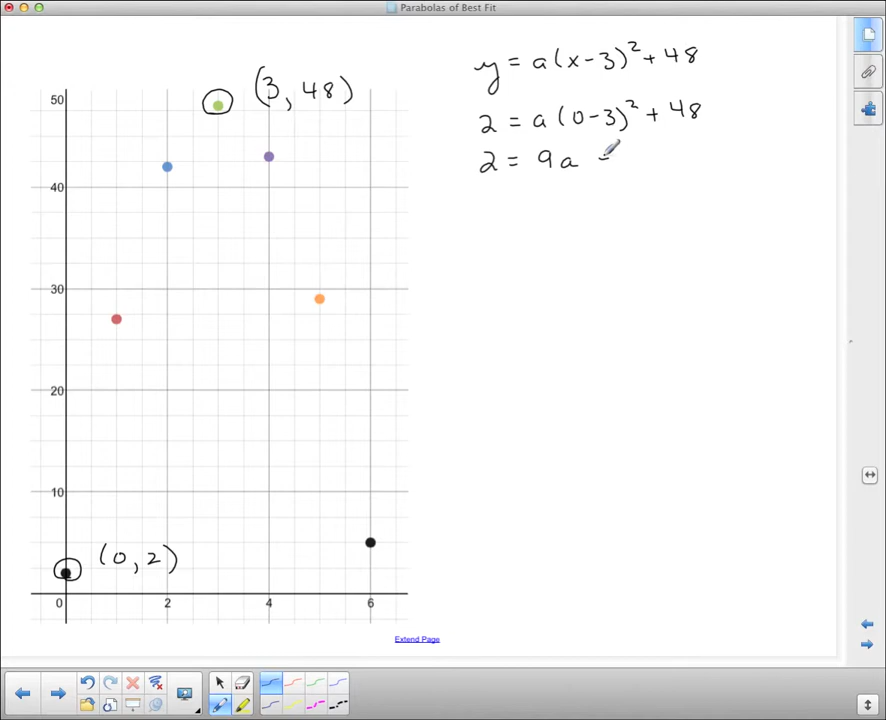 Parabolas of Best Fit
(3, 48)
y = a(x-3)² + 48
2 = a(0-3)² + 48
2 = 9a
50
40
30
20
10
(0, 2)
0 2 4 6
Extend Page